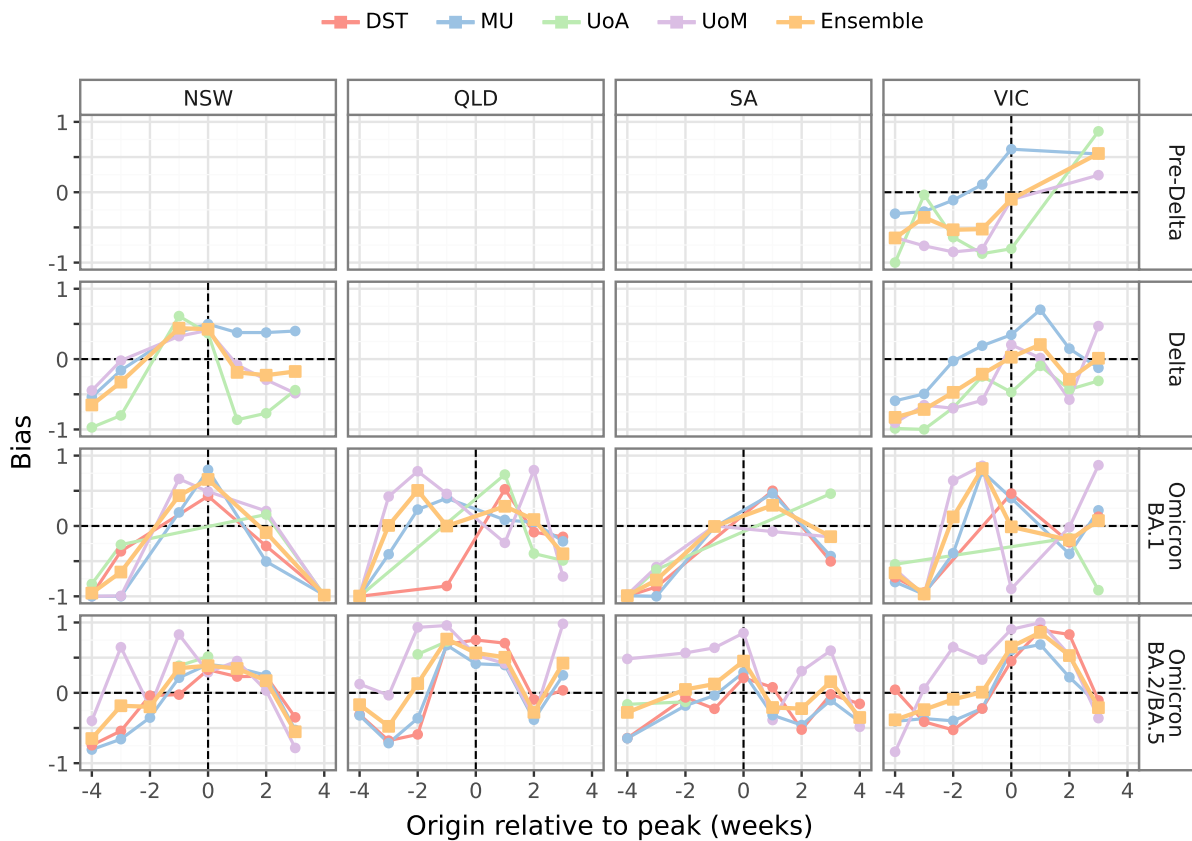 DST MU UoA UoM Ensemble
NSW QLD SA VIC
1
0
-1
Pre-Delta
1
0
-1
Delta
1
0
-1
Omicron
BA.1
1
0
-1
Omicron
BA.2/BA.5
Bias
-4 -2 0 2 4 -4 -2 0 2 4 -4 -2 0 2 4 -4 -2 0 2 4
Origin relative to peak (weeks)